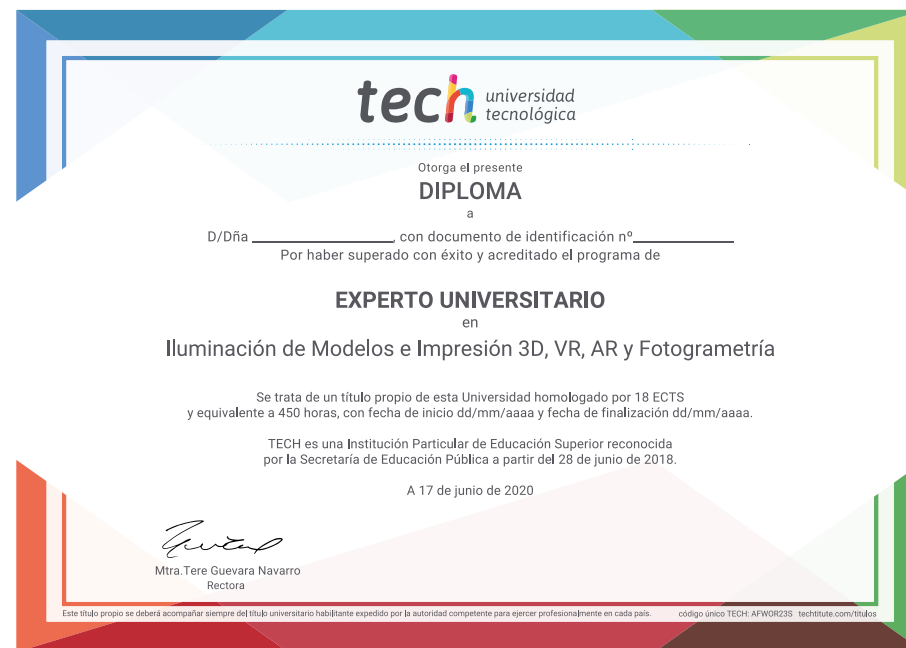 tech universidad
tecnológica
Otorga el presente
DIPLOMA
a
D/Dña ____________, con documento de identificación nº__________
Por haber superado con éxito y acreditado el programa de
EXPERTO UNIVERSITARIO
en
Iluminación de Modelos e Impresión 3D, VR, AR y Fotogrametría
Se trata de un título propio de esta Universidad homologado por 18 ECTS
y equivalente a 450 horas, con fecha de inicio dd/mm/aaaa y fecha de finalización dd/mm/aaaa.
TECH es una Institución Particular de Educación Superior reconocida
por la Secretaría de Educación Pública a partir del 28 de junio de 2018.
A 17 de junio de 2020
Mtra.Tere Guevara Navarro
Rectora
Este título propio se deberá acompañar siempre del título universitario habilitante expedido por la autoridad competente para ejercer profesionalmente en cada país. código único TECH: AFWOR23S techtitute.com/titulos